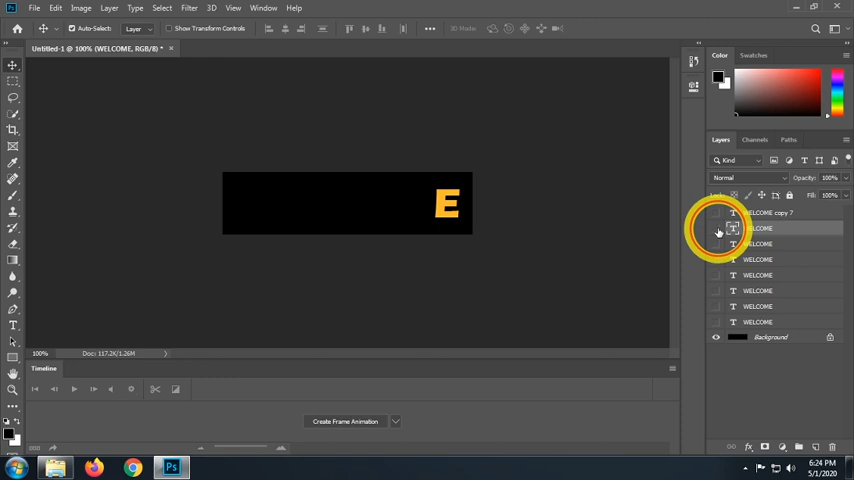 Ps File Edit Image Layer Type Select Filter 3D View Window Help
Auto-Select: Layer Show Transform Controls 3D Mode:
Untitled-1 @ 100% (WELCOME, RGB/8) *
Color Swatches
Layers Channels Paths
Kind
Normal Opacity: 100%
Lock: Fill: 100%
WELCOME copy 7
WELCOME
WELCOME
WELCOME
WELCOME
WELCOME
WELCOME
WELCOME
Background
E
100% Doc: 117.2K/1.26M
Timeline
Create Frame Animation
Ps
6:24 PM
5/1/2020